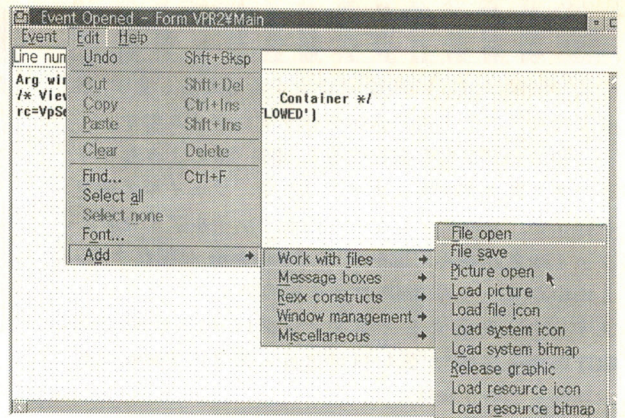 Event Opened - Form VPR2¥Main
Event Edit Help
Line num
Arg win
/* View Container */
rc=VpSe LOWED')
Undo Shft+Bksp
Cut Shft+Del
Copy Ctrl+Ins
Paste Shft+Ins
Clear Delete
Find... Ctrl+F
Select all
Select none
Font...
Add
Work with files
Message boxes
Rexx constructs
Window management
Miscellaneous
File open
File save
Picture open
Load picture
Load file icon
Load system icon
Load system bitmap
Release graphic
Load resource icon
Load resource bitmap